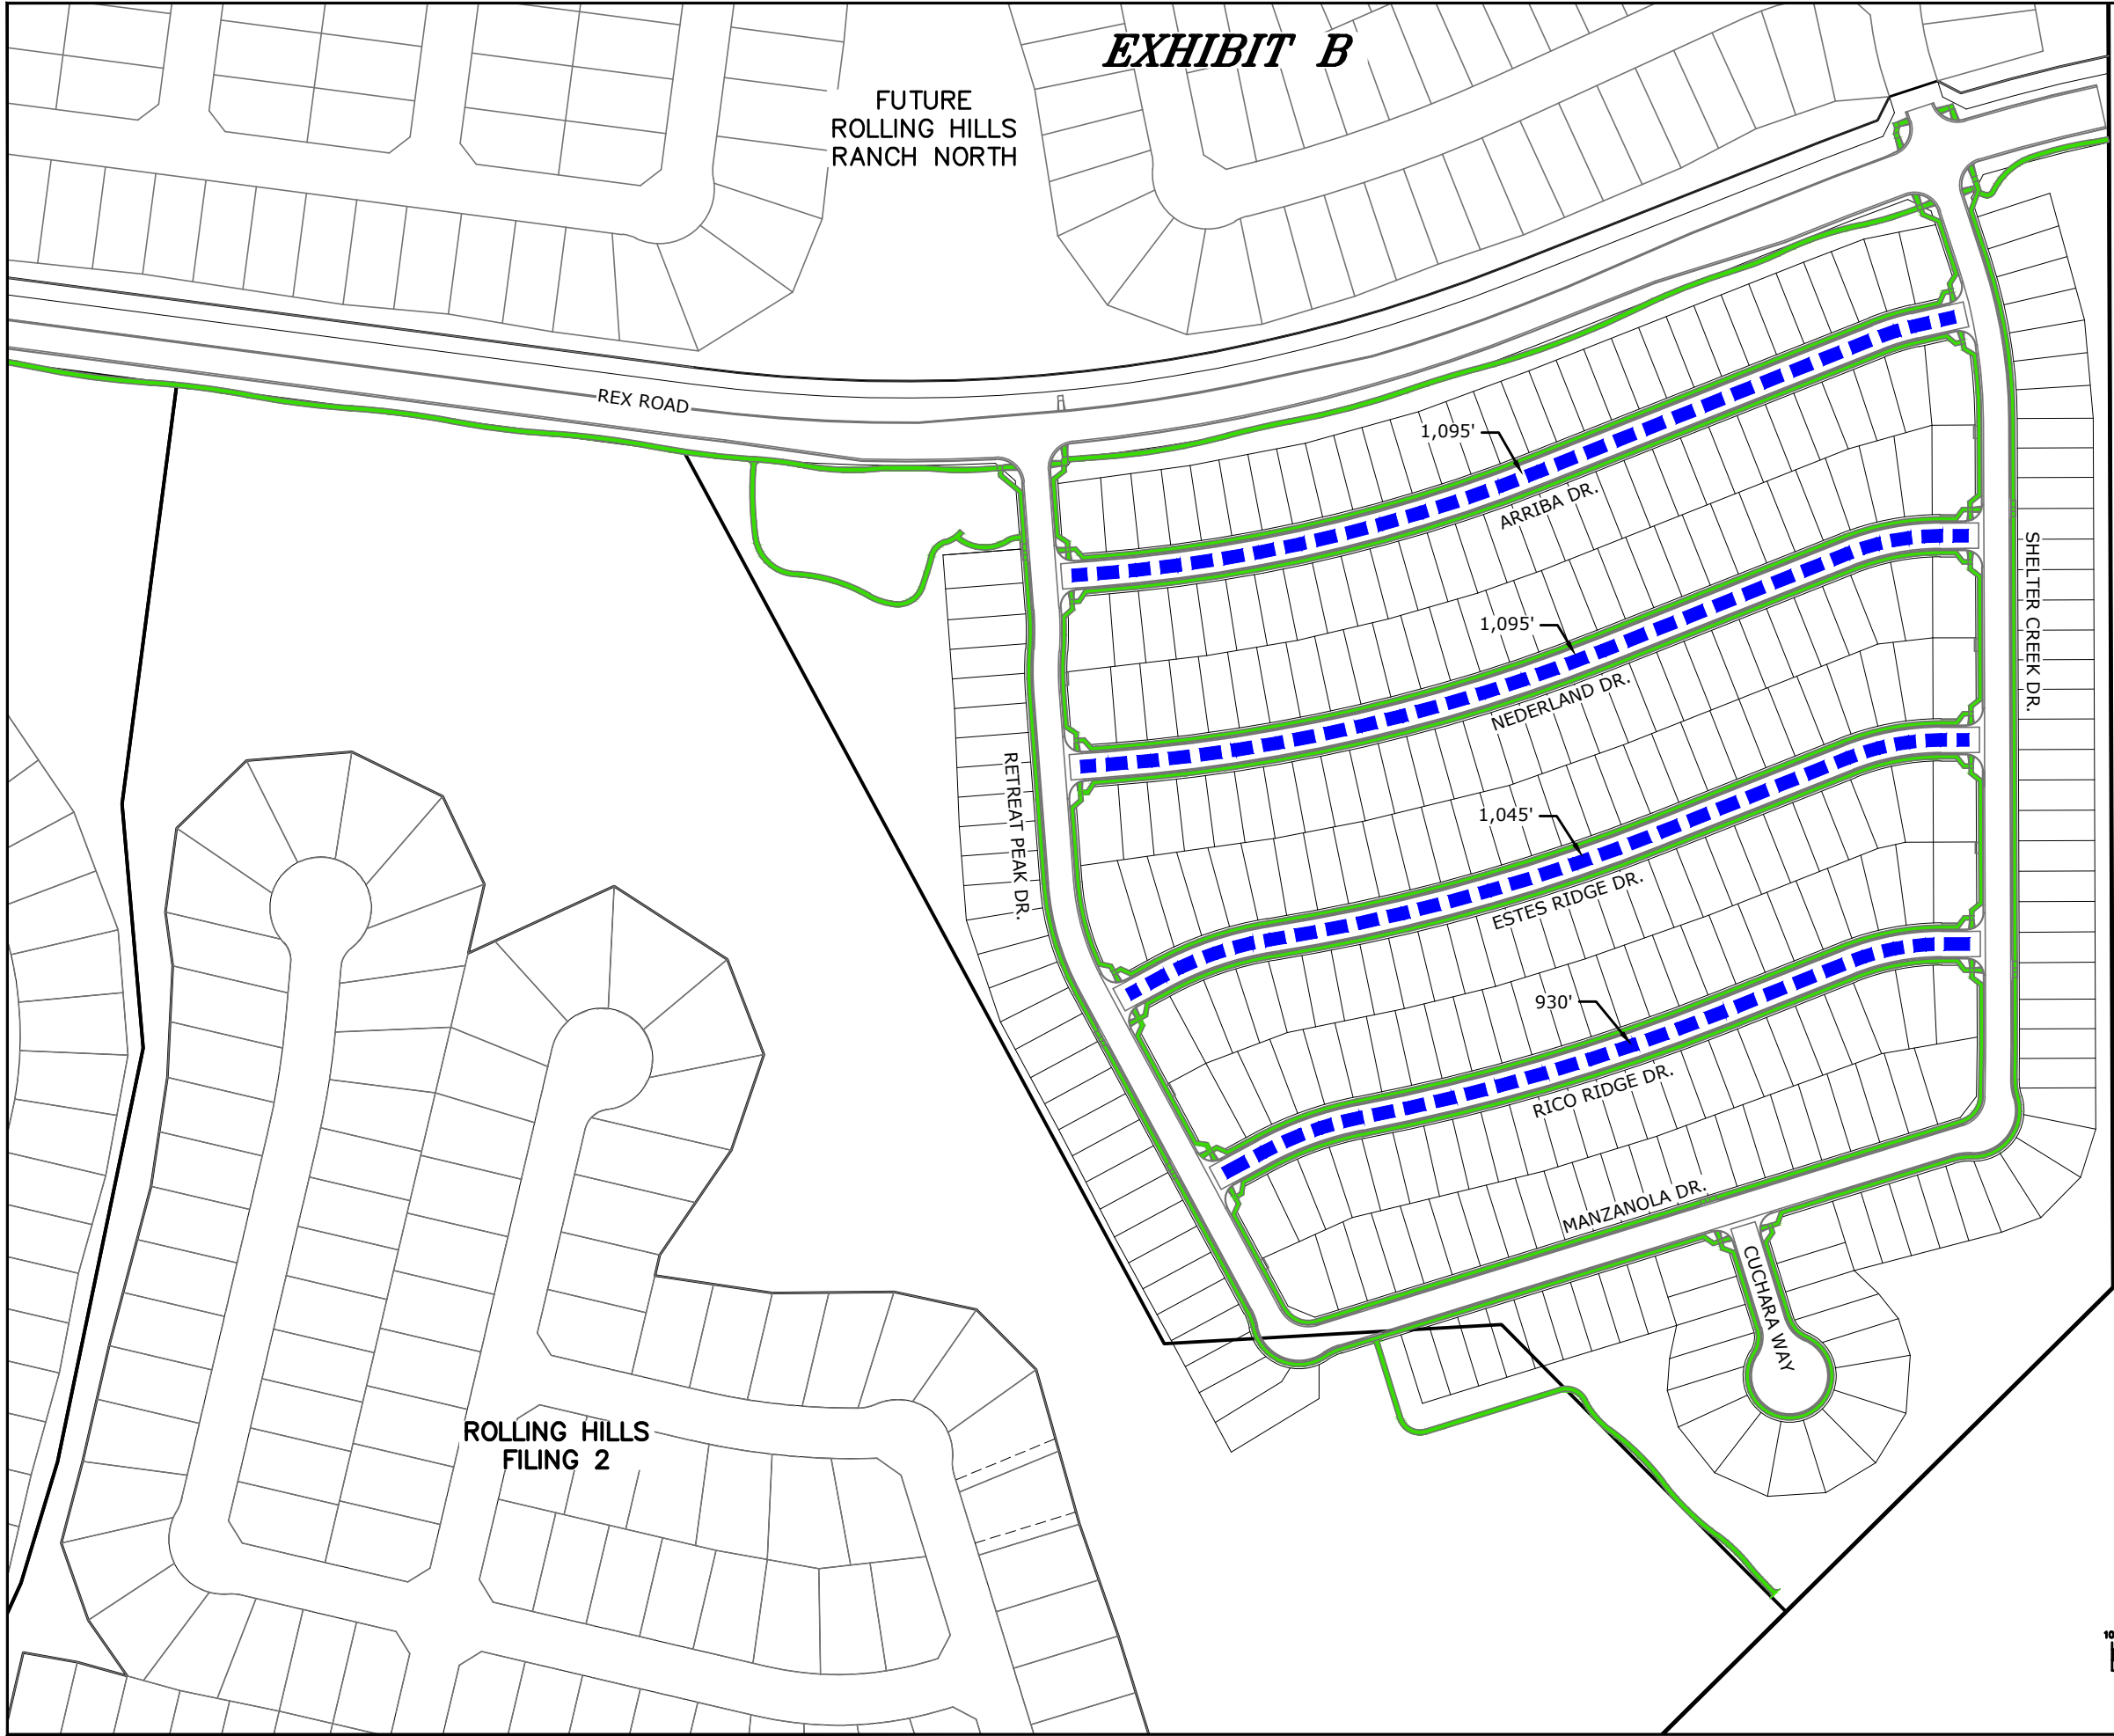 EXHIBIT B
FUTURE
ROLLING HILLS
RANCH NORTH
REX ROAD
1,095'
ARRIBA DR.
1,095'
NEDERLAND DR.
SHELTER CREEK DR.
RETREAT PEAK DR.
1,045'
ESTES RIDGE DR.
930'
RICO RIDGE DR.
MANZANOLA DR.
CUCHARA WAY
ROLLING HILLS
FILING 2